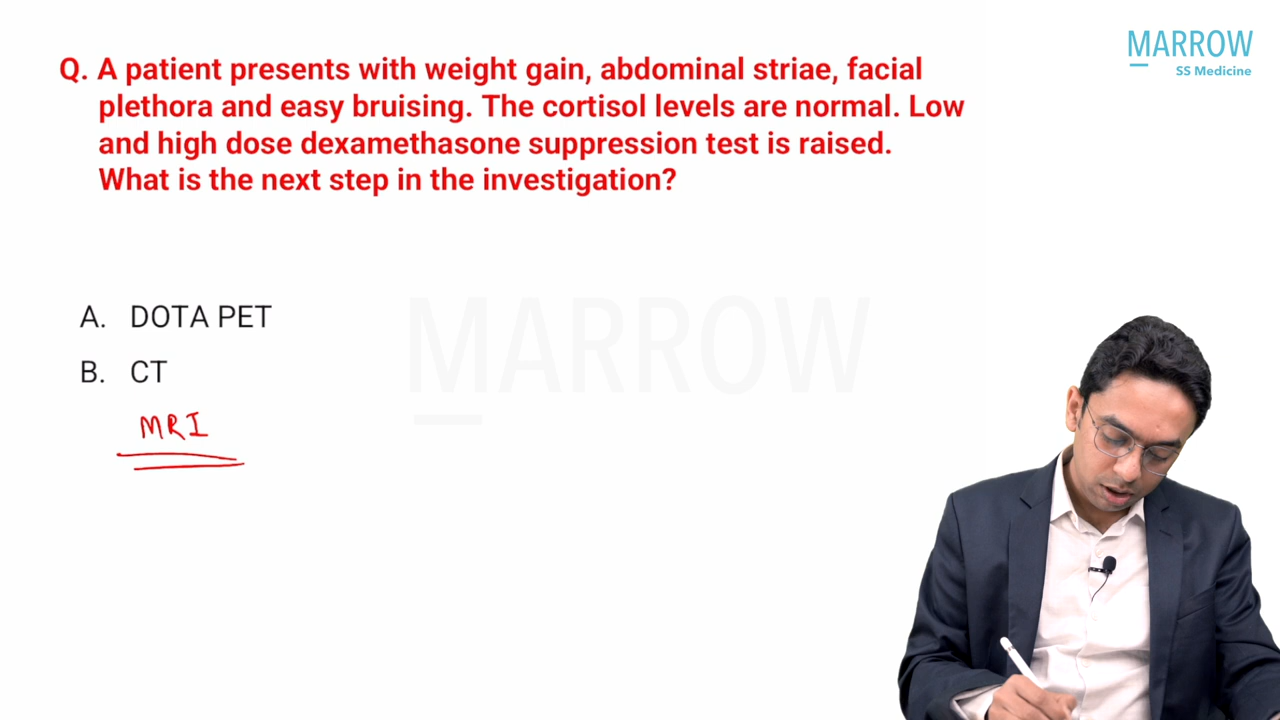 MARROW
SS Medicine
Q. A patient presents with weight gain, abdominal striae, facial
plethora and easy bruising. The cortisol levels are normal. Low
and high dose dexamethasone suppression test is raised.
What is the next step in the investigation?
MARROW
A. DOTA PET
B. CT
MRI